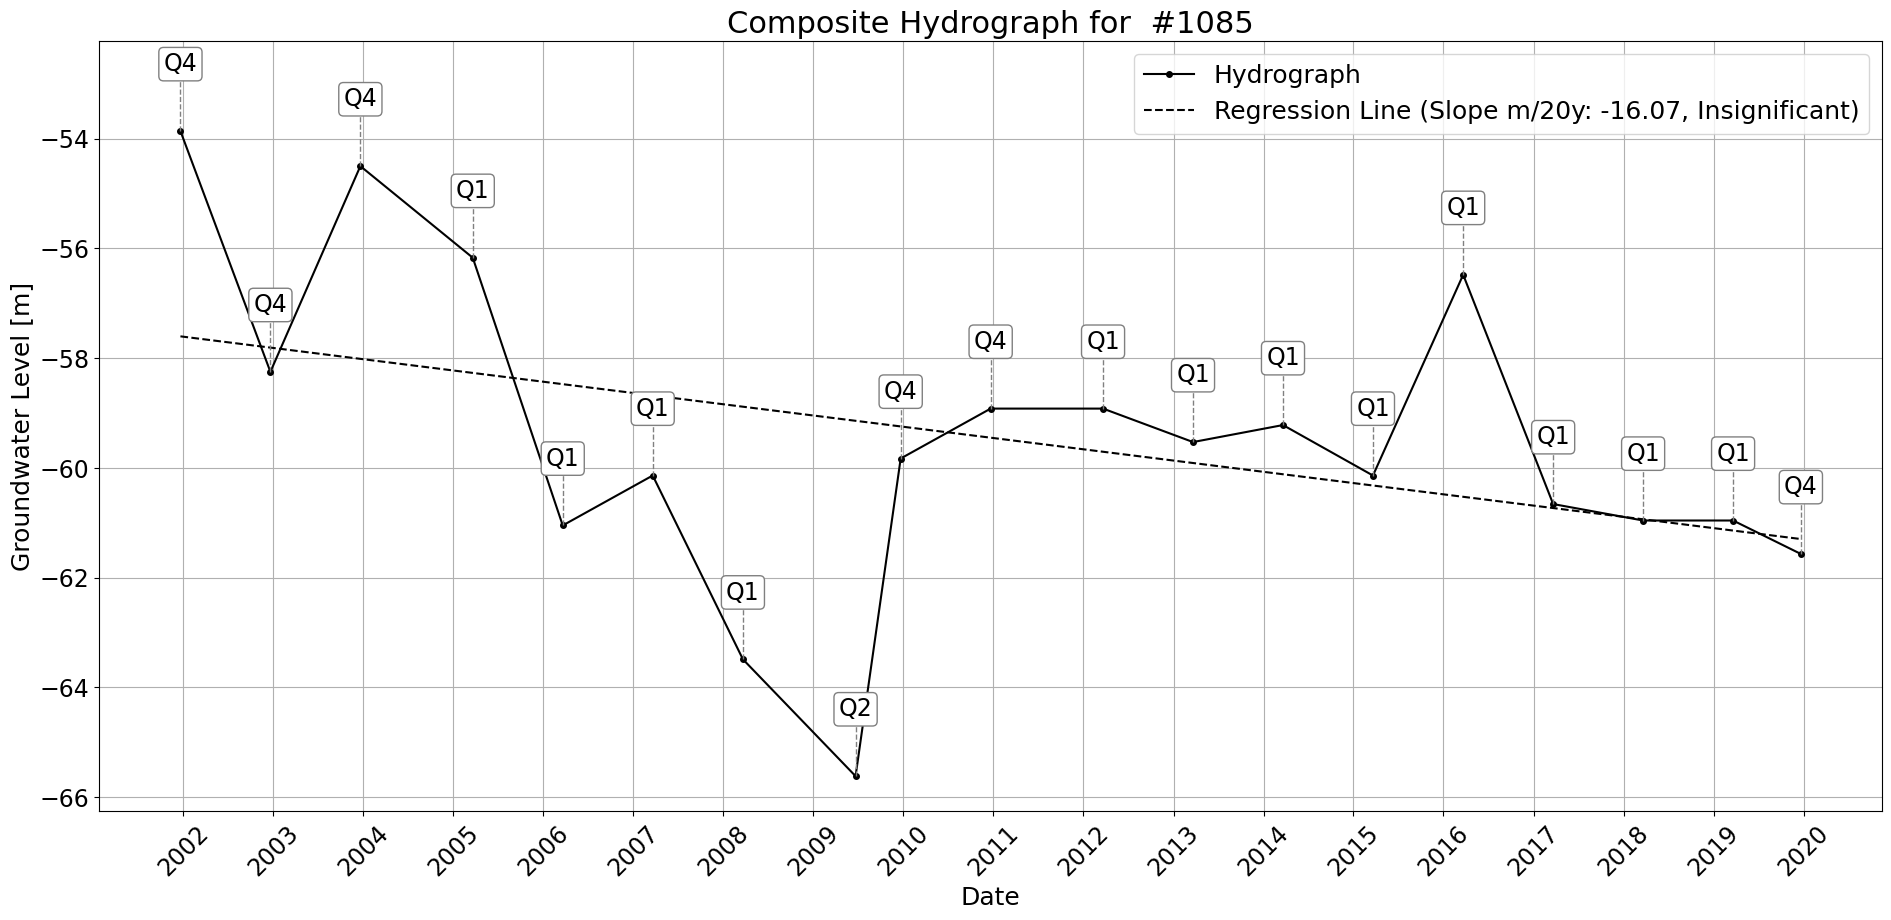 Composite Hydrograph for  #1085
Hydrograph
Regression Line (Slope m/20y: -16.07, Insignificant)
Groundwater Level [m]
−54
−56
−58
−60
−62
−64
−66
Q4
Q4
Q4
Q1
Q1
Q1
Q1
Q2
Q4
Q4
Q1
Q1
Q1
Q1
Q1
Q1
Q1
Q1
Q4
2002
2003
2004
2005
2006
2007
2008
2009
2010
2011
2012
2013
2014
2015
2016
2017
2018
2019
2020
Date